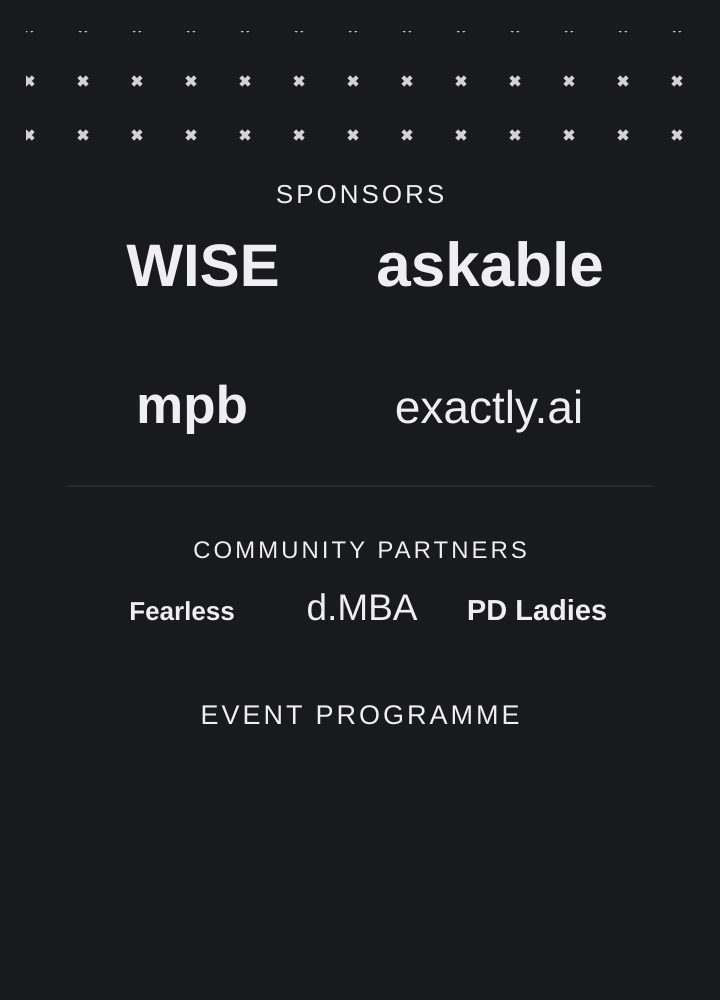 SPONSORS
WISE askable
mpb exactly.ai
COMMUNITY PARTNERS
Fearless d.MBA PD Ladies
EVENT PROGRAMME